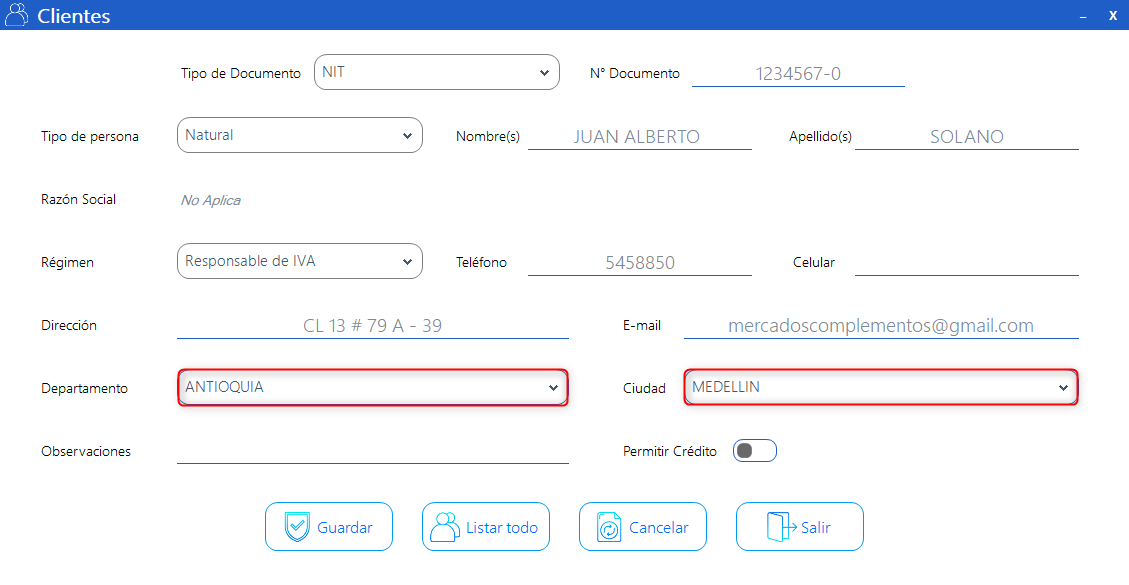 Clientes
Tipo de Documento NIT N° Documento 1234567-0
Tipo de persona Natural Nombre(s) JUAN ALBERTO Apellido(s) SOLANO
Razón Social No Aplica
Régimen Responsable de IVA Teléfono 5458850 Celular
Dirección CL 13 # 79 A - 39 E-mail mercadoscomplementos@gmail.com
Departamento ANTIOQUIA Ciudad MEDELLIN
Observaciones Permitir Crédito
Guardar Listar todo Cancelar Salir